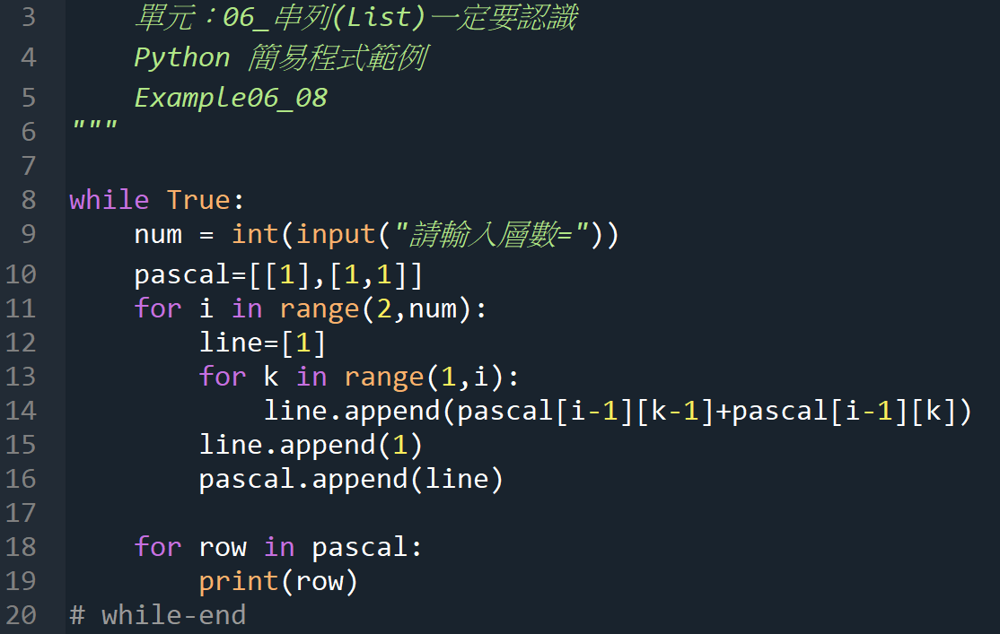 3 單元：06_串列(List)一定要認識
4 Python 簡易程式範例
5 Example06_08
6 """
7
8 while True:
9 num = int(input("請輸入層數="))
10 pascal=[[1],[1,1]]
11 for i in range(2,num):
12 line=[1]
13 for k in range(1,i):
14 line.append(pascal[i-1][k-1]+pascal[i-1][k])
15 line.append(1)
16 pascal.append(line)
17
18 for row in pascal:
19 print(row)
20 # while-end